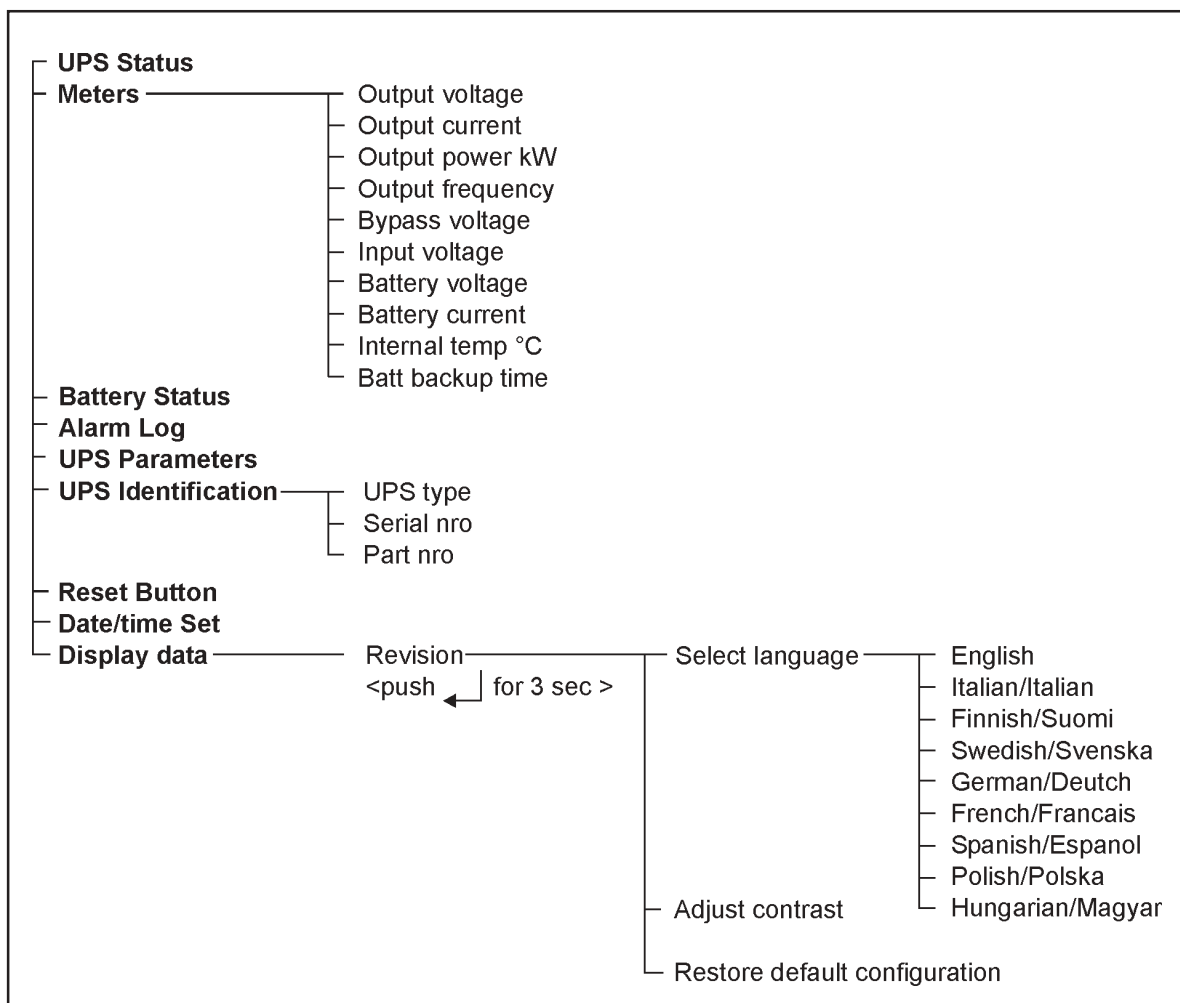 UPS Status
Meters
Output voltage
Output current
Output power kW
Output frequency
Bypass voltage
Input voltage
Battery voltage
Battery current
Internal temp °C
Batt backup time
Battery Status
Alarm Log
UPS Parameters
UPS Identification
UPS type
Serial nro
Part nro
Reset Button
Date/time Set
Display data
Revision
<push for 3 sec >
Select language
English
Italian/Italian
Finnish/Suomi
Swedish/Svenska
German/Deutch
French/Francais
Spanish/Espanol
Polish/Polska
Hungarian/Magyar
Adjust contrast
Restore default configuration